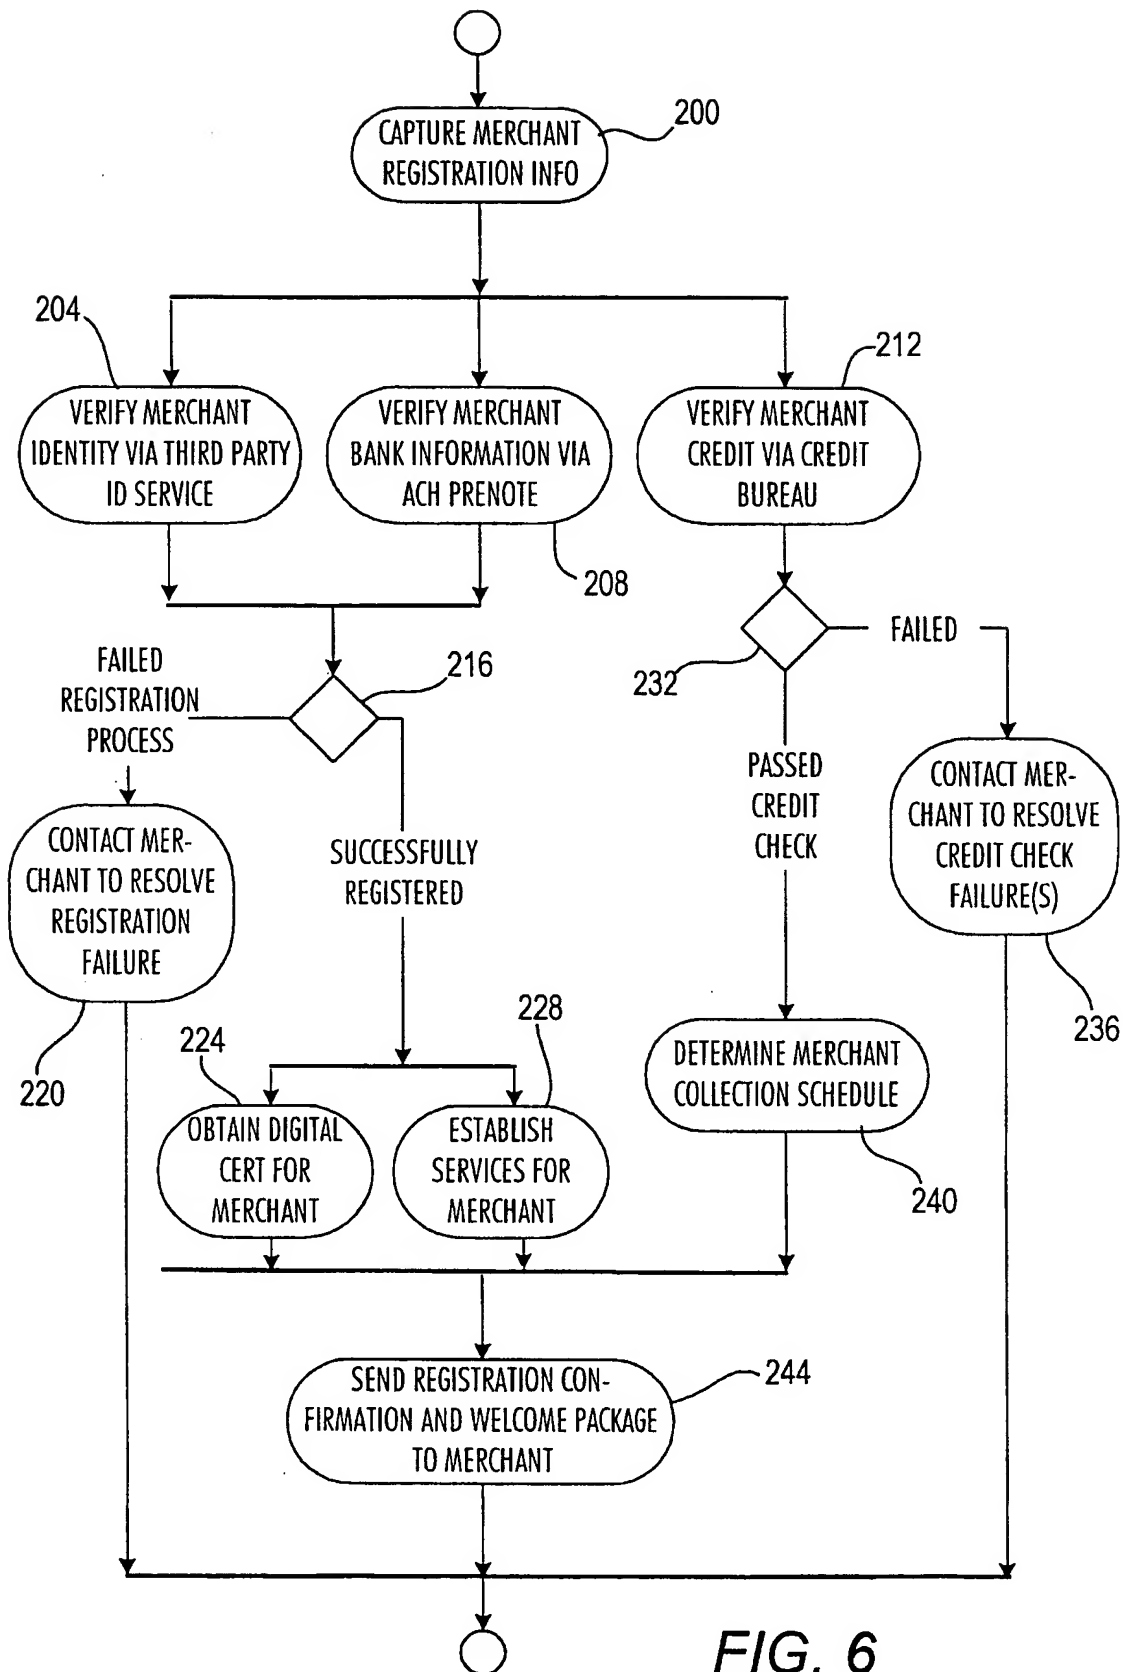 CAPTURE MERCHANT
REGISTRATION INFO
200
204
212
VERIFY MERCHANT
IDENTITY VIA THIRD PARTY
ID SERVICE
VERIFY MERCHANT
BANK INFORMATION VIA
ACH PRENOTE
VERIFY MERCHANT
CREDIT VIA CREDIT
BUREAU
208
FAILED
REGISTRATION
PROCESS
216
232
FAILED
CONTACT MER-
CHANT TO RESOLVE
REGISTRATION
FAILURE
SUCCESSFULLY
REGISTERED
PASSED
CREDIT
CHECK
CONTACT MER-
CHANT TO RESOLVE
CREDIT CHECK
FAILURE(S)
220
224
228
236
OBTAIN DIGITAL
CERT FOR
MERCHANT
ESTABLISH
SERVICES FOR
MERCHANT
DETERMINE MERCHANT
COLLECTION SCHEDULE
240
SEND REGISTRATION CON-
FIRMATION AND WELCOME PACKAGE
TO MERCHANT
244
FIG. 6